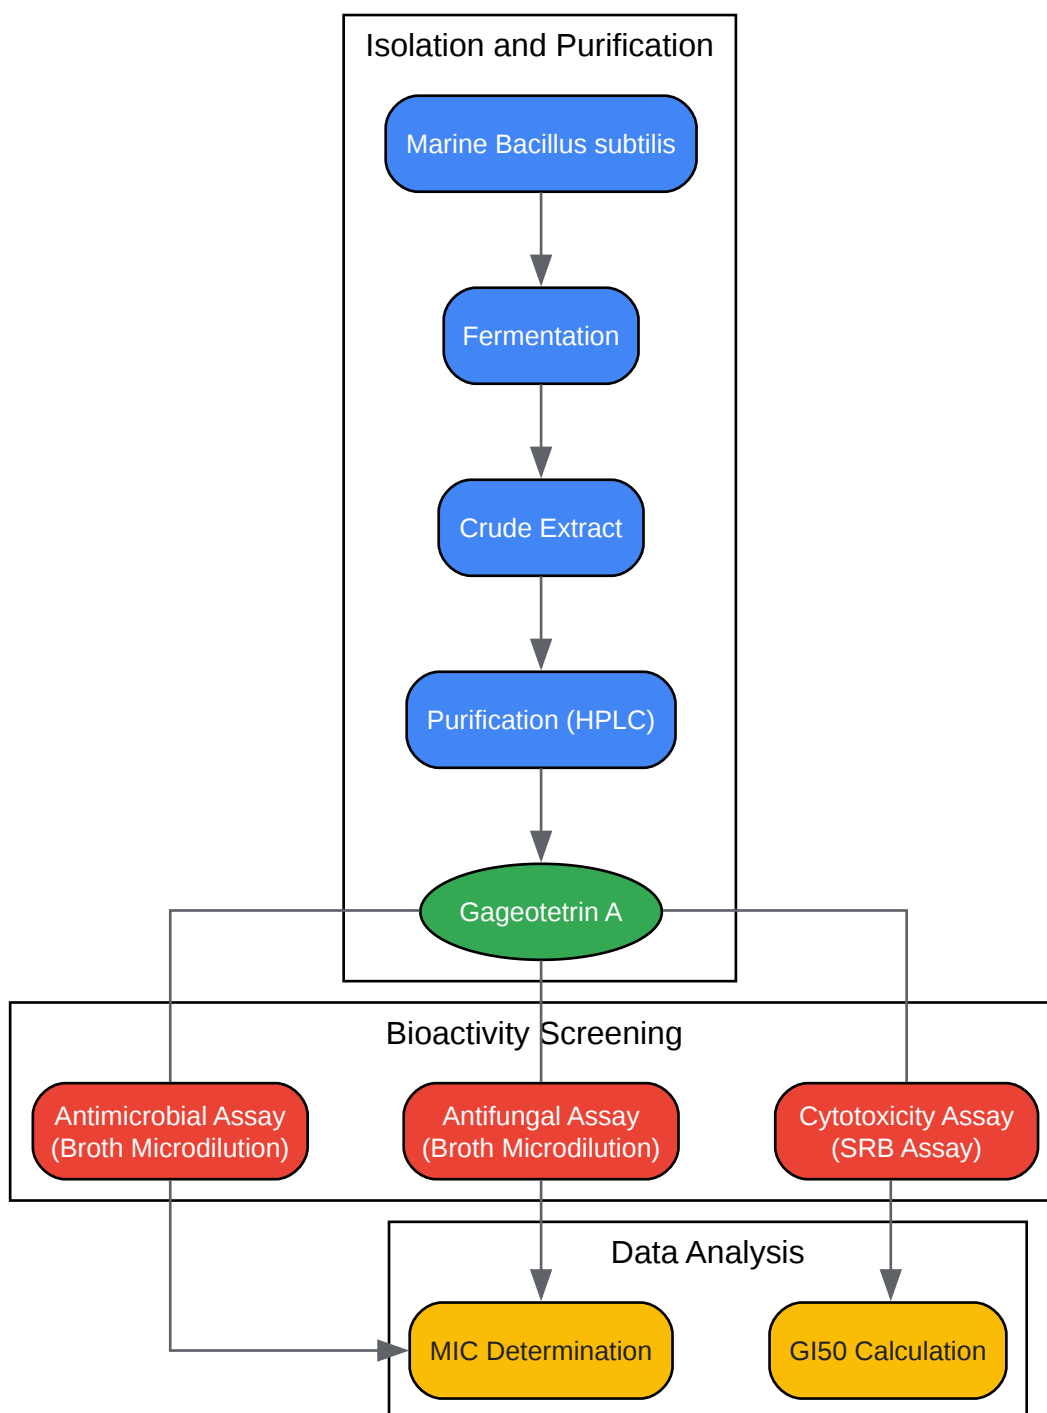 Isolation and Purification
Marine Bacillus subtilis
Fermentation
Crude Extract
Purification (HPLC)
Gageotetrin A
Bioactivity Screening
Antimicrobial Assay
(Broth Microdilution)
Antifungal Assay
(Broth Microdilution)
Cytotoxicity Assay
(SRB Assay)
Data Analysis
MIC Determination
GI50 Calculation